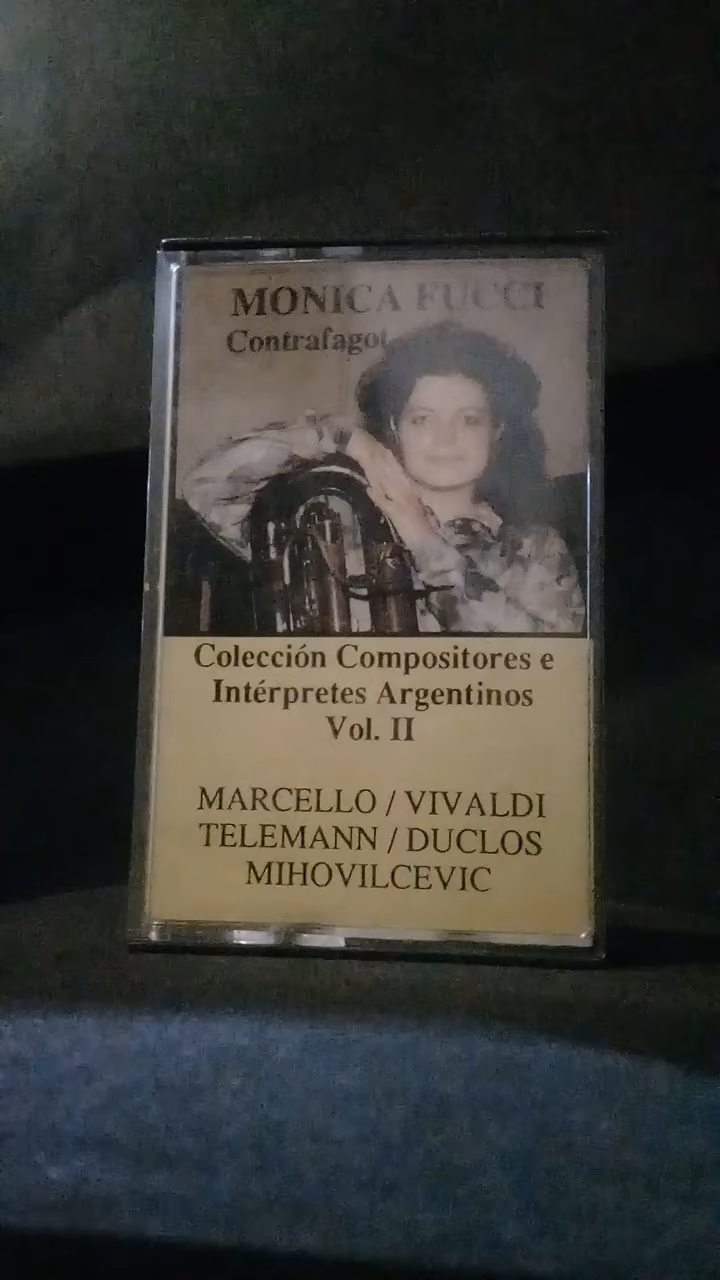 MONICA FUCCI
Contrafagot
Colección Compositores e
Intérpretes Argentinos
Vol. II
MARCELLO / VIVALDI
TELEMANN / DUCLOS
MIHOVILCEVIC